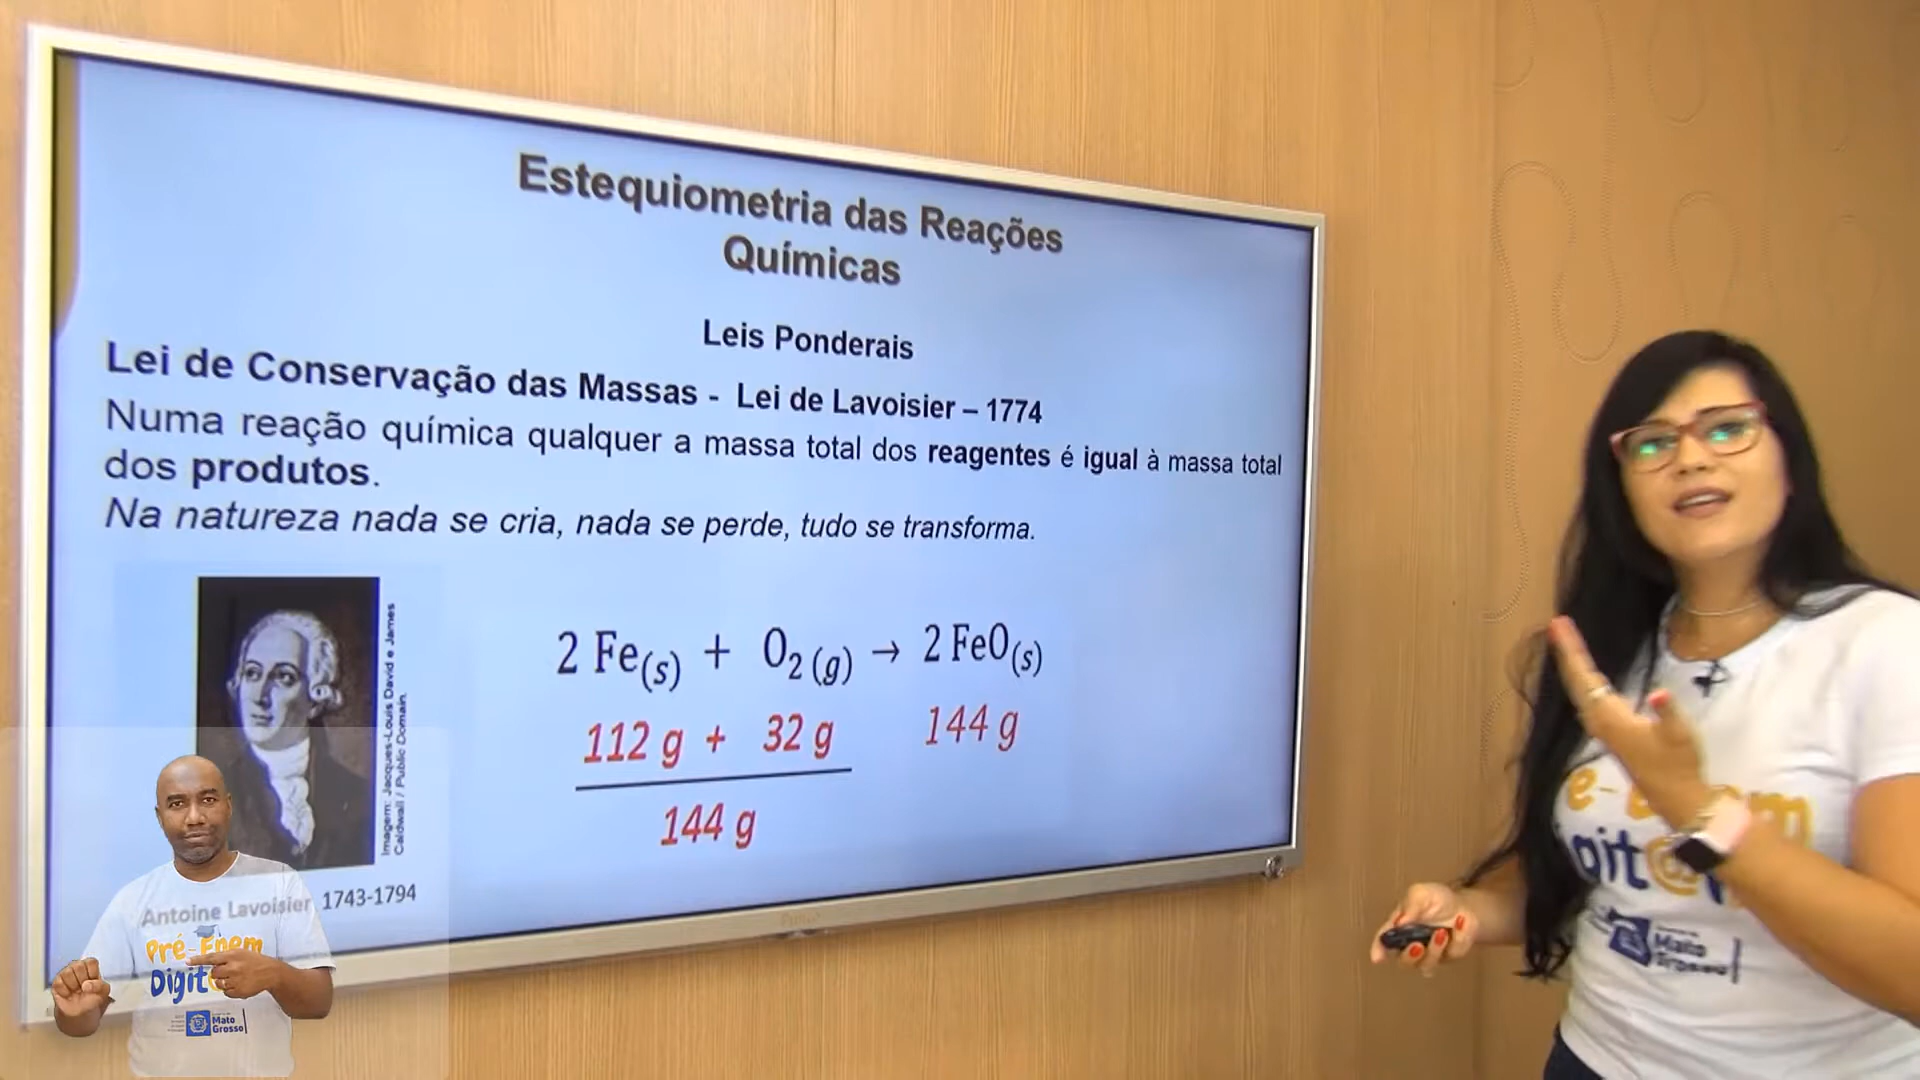 Estequiometria das Reações
Químicas
Leis Ponderais
Lei de Conservação das Massas - Lei de Lavoisier – 1774
Numa reação química qualquer a massa total dos reagentes é igual à massa total
dos produtos.
Na natureza nada se cria, nada se perde, tudo se transforma.
Imagem: Jacques-Louis David e James
Caldwall / Public Domain.
2 Fe(s) + O2 (g) → 2 FeO(s)
112 g + 32 g 144 g
144 g
Antoine Lavoisier 1743-1794
Pré-Enem
Digit
Mato
Grosso
git@
Mato
Grosso